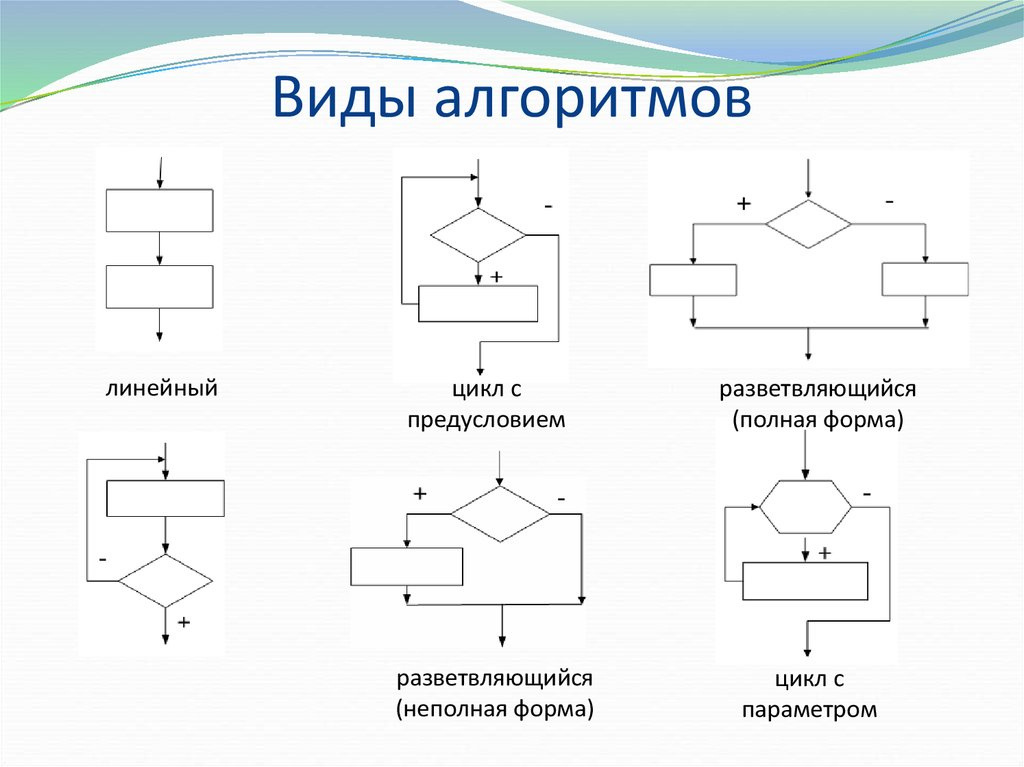 Виды алгоритмов
-
+
-
+
линейный
цикл с
предусловием
разветвляющийся
(полная форма)
+
-
-
-
+
+
разветвляющийся
(неполная форма)
цикл с
параметром